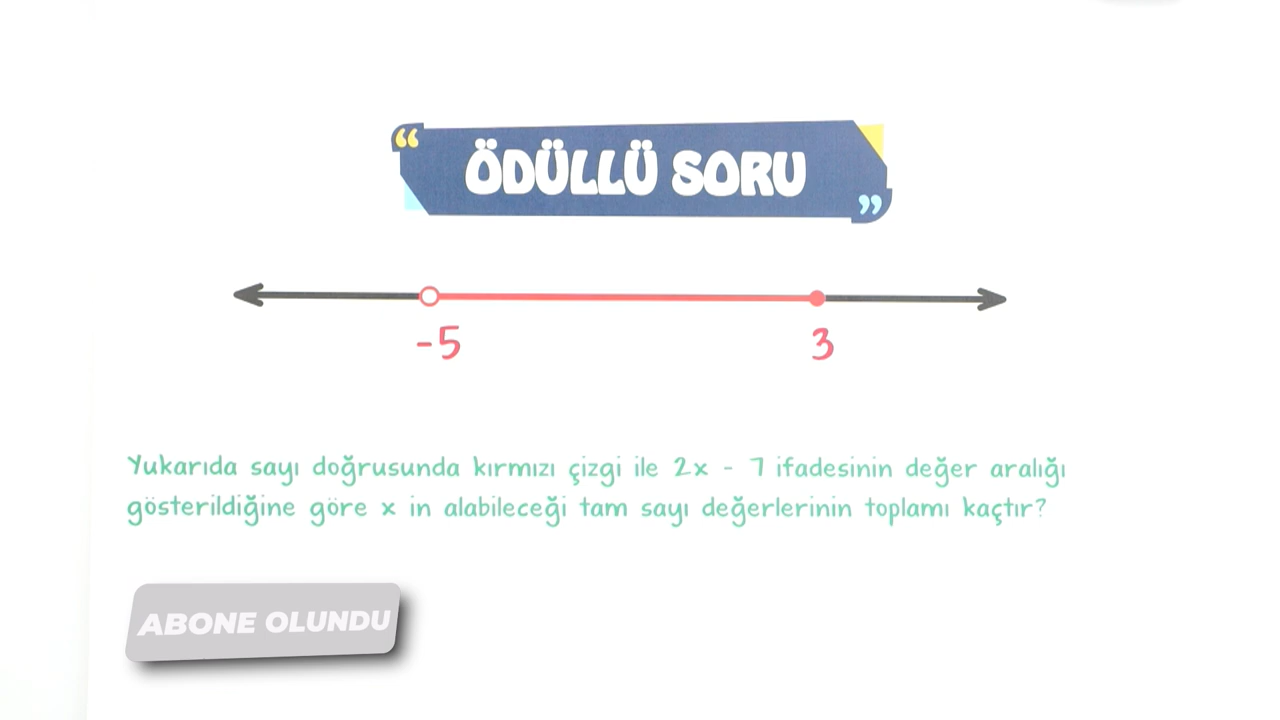 ÖDÜLLÜ SORU
-5
3
Yukarıda sayı doğrusunda kırmızı çizgi ile 2x - 7 ifadesinin değer aralığı
gösterildiğine göre x in alabileceği tam sayı değerlerinin toplamı kaçtır?
ABONE OLUNDU